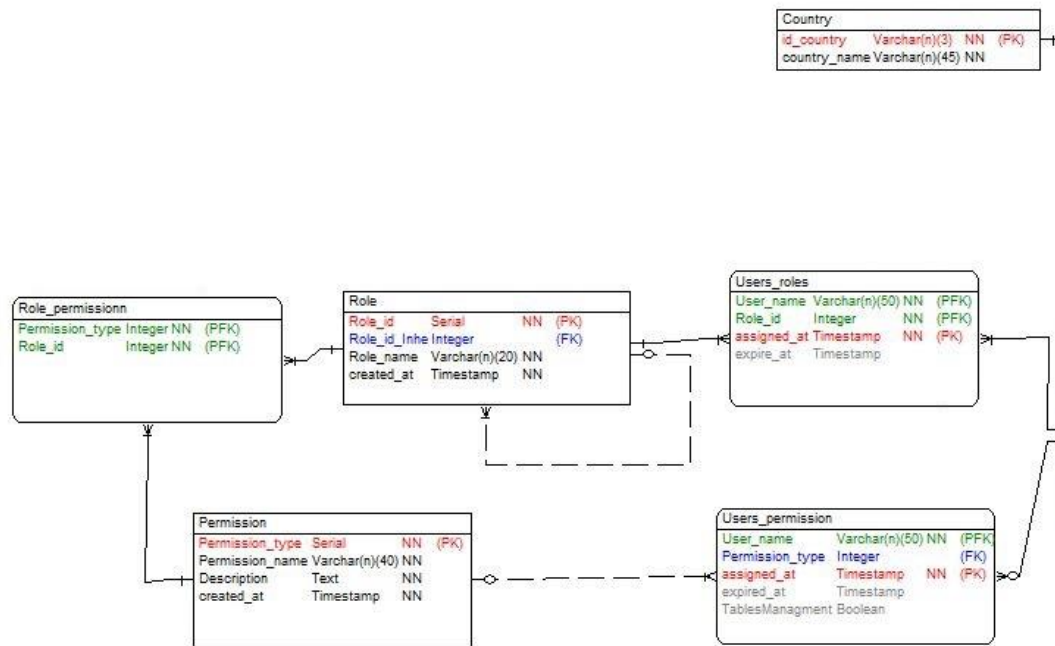 Country
id_country Varchar(n)(3) NN (PK)
country_name Varchar(n)(45) NN
Role_permissionn
Permission_type Integer NN (PFK)
Role_id Integer NN (PFK)
Role
Role_id Serial NN (PK)
Role_id_Inhe Integer (FK)
Role_name Varchar(n)(20) NN
created_at Timestamp NN
Users_roles
User_name Varchar(n)(50) NN (PFK)
Role_id Integer NN (PFK)
assigned_at Timestamp NN (PK)
expire_at Timestamp
Permission
Permission_type Serial NN (PK)
Permission_name Varchar(n)(40) NN
Description Text NN
created_at Timestamp NN
Users_permission
User_name Varchar(n)(50) NN (PFK)
Permission_type Integer (FK)
assigned_at Timestamp NN (PK)
expired_at Timestamp
TablesManagment Boolean